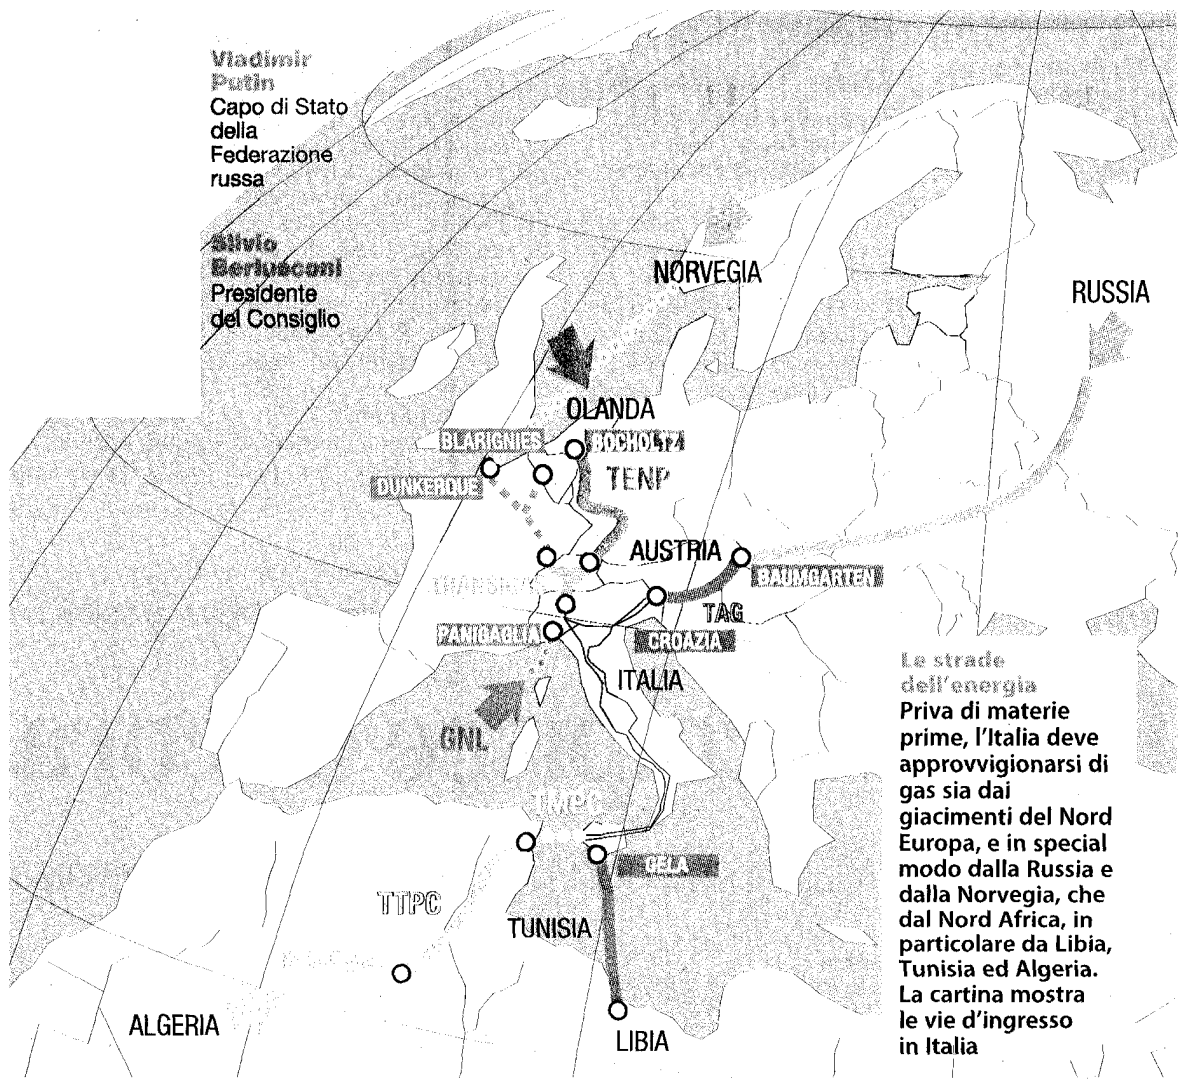 Vladimir
Putin
Capo di Stato
della
Federazione
russa
Silvio
Berlusconi
Presidente
del Consiglio
NORVEGIA
RUSSIA
OLANDA
BLARIGNIES
BOCHOLTZ
DUNKERQUE
TENP
AUSTRIA
BAUMGARTEN
TAG
PANIGAGLIA
CROAZIA
ITALIA
GNL
TMPC
GELA
TTPC
TUNISIA
ALGERIA
LIBIA
Le strade
dell'energia
Priva di materie
prime, l'Italia deve
approvvigionarsi di
gas sia dai
giacimenti del Nord
Europa, e in special
modo dalla Russia e
dalla Norvegia, che
dal Nord Africa, in
particolare da Libia,
Tunisia ed Algeria.
La cartina mostra
le vie d'ingresso
in Italia